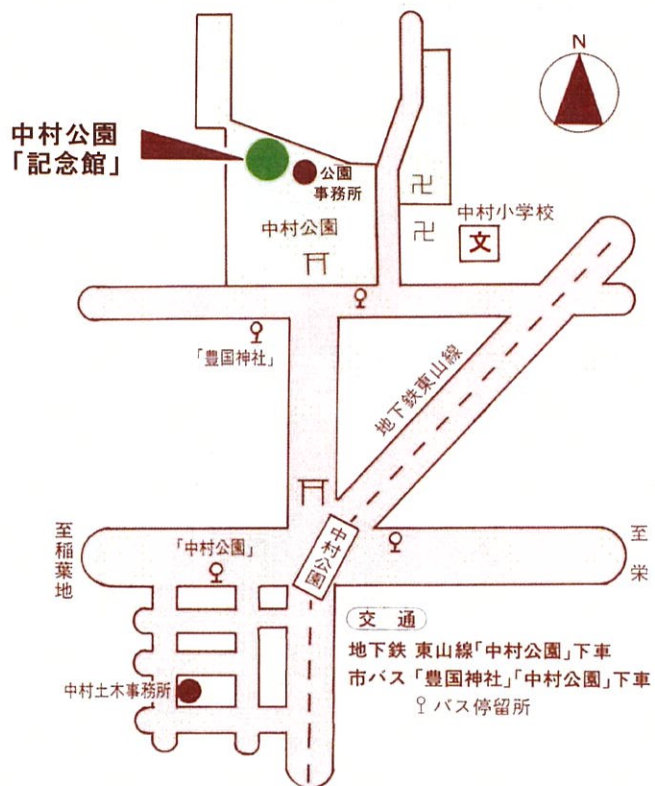 N
中村公園
「記念館」
公園
事務所
中村公園
中村小学校
卍
卍
文
「豊国神社」
地下鉄東山線
至稲葉地
「中村公園」
中村公園
至栄
交通
地下鉄 東山線「中村公園」下車
市バス「豊国神社」「中村公園」下車
バス停留所
中村土木事務所